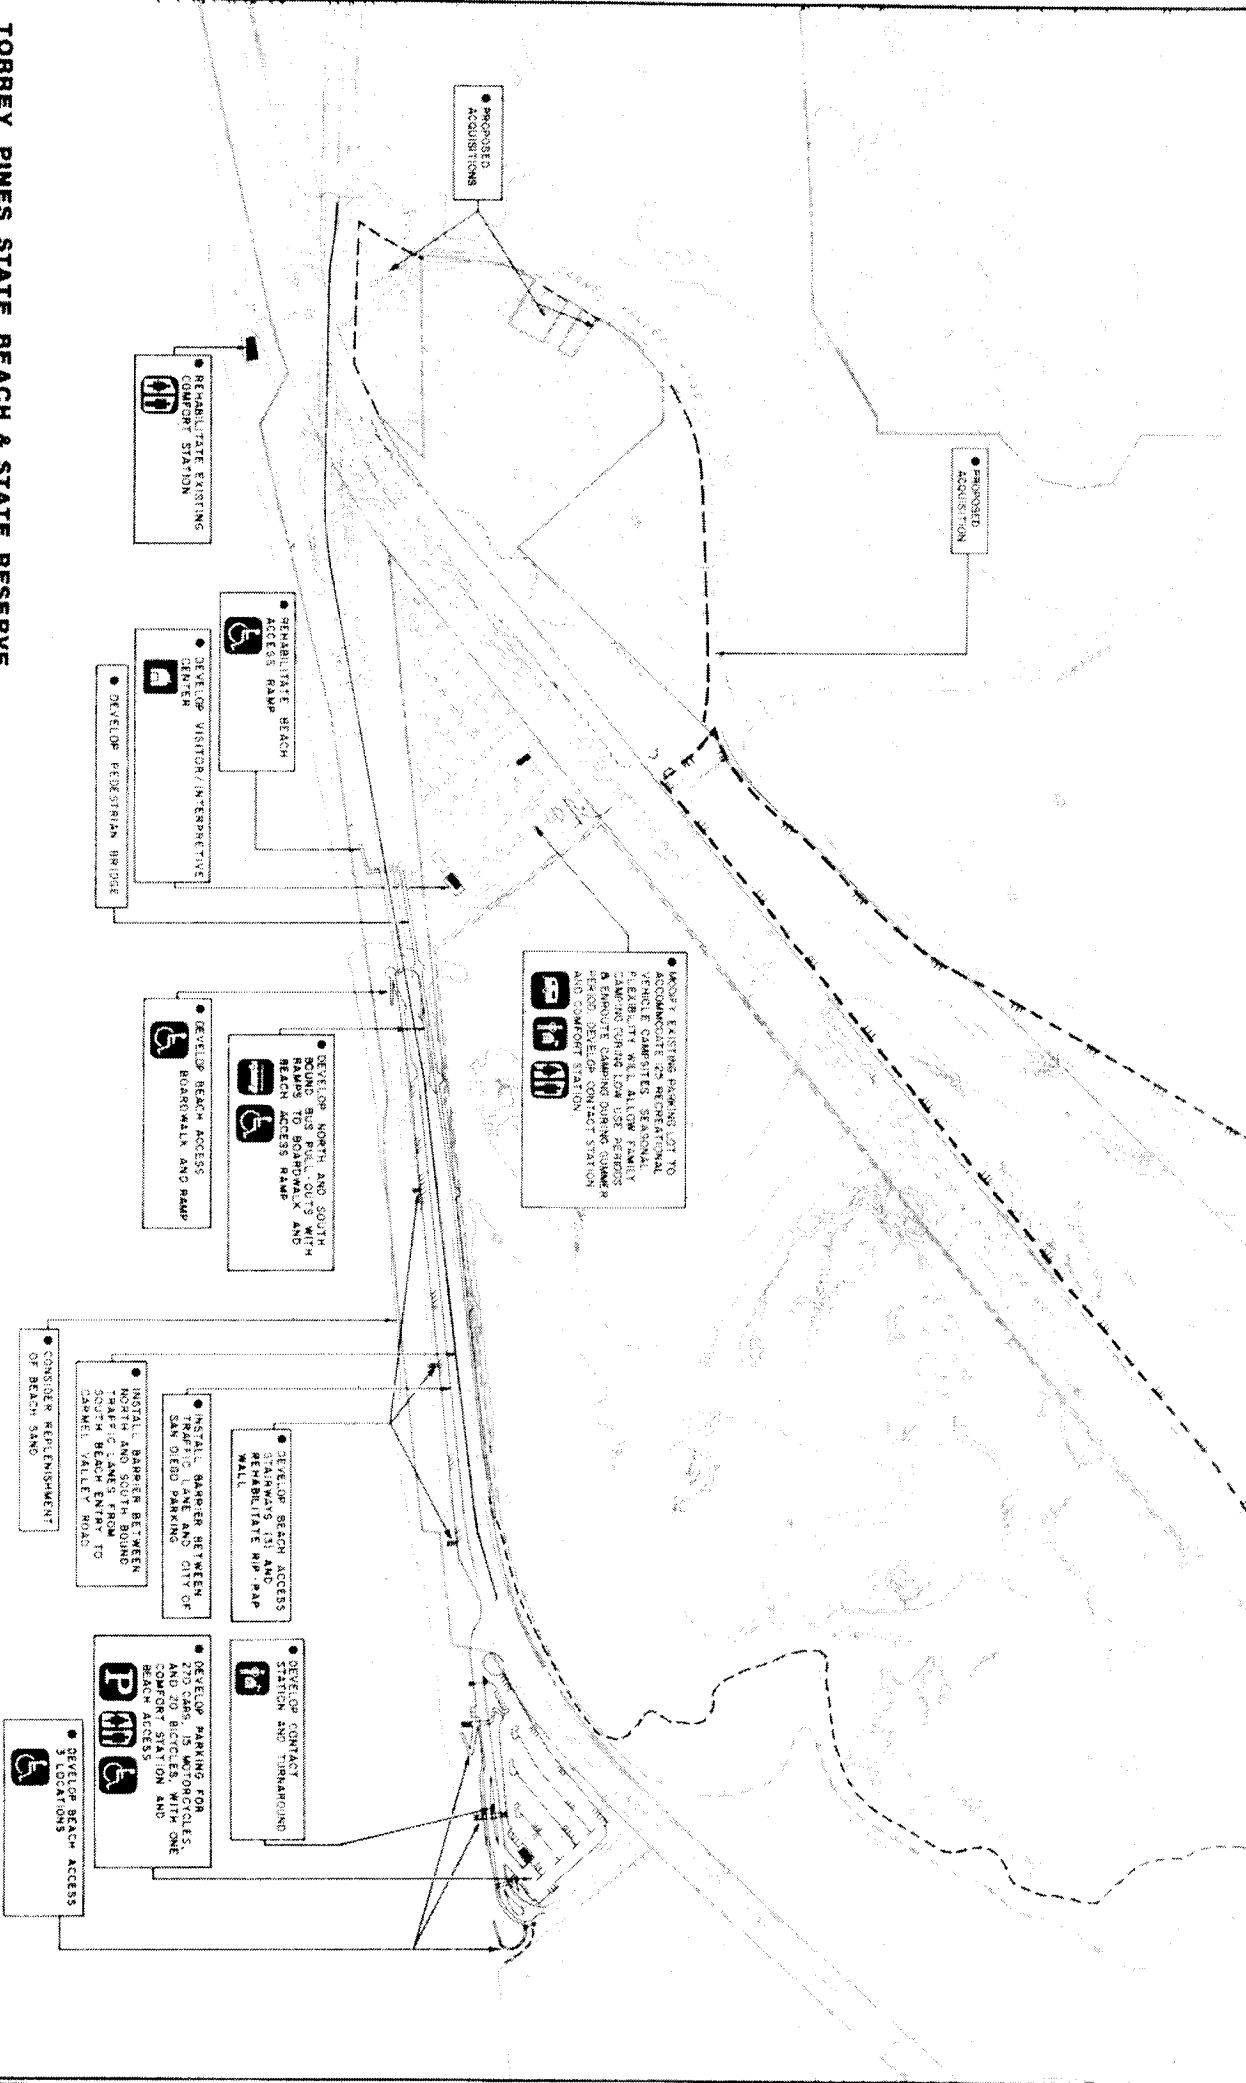 TORREY PINES STATE BEACH & STATE RESERVE
● PROPOSED
ACQUISITIONS
● PROPOSED
ACQUISITION
● REHABILITATE EXISTING
COMFORT STATION
● REHABILITATE BEACH
ACCESS RAMP
● DEVELOP VISITOR/INTERPRETIVE
CENTER
● DEVELOP PEDESTRIAN BRIDGE
● MODIFY EXISTING PARKING LOT TO
ACCOMMODATE 25 RECREATIONAL
VEHICLE CAMPSITES. SEASONAL
FLEXIBILITY WILL ALLOW FAMILY
CAMPING DURING LOW USE PERIODS
& ENROUTE CAMPING DURING SUMMER
PERIOD. DEVELOP CONTACT STATION
AND COMFORT STATION
● DEVELOP NORTH AND SOUTH
BOUND BUS PULL-OUTS WITH
RAMPS TO BOARDWALK AND
BEACH ACCESS RAMP
● DEVELOP BEACH ACCESS
BOARDWALK AND RAMP
● DEVELOP BEACH ACCESS
STAIRWAYS (3) AND
REHABILITATE RIP-RAP
WALL
● INSTALL BARRIER BETWEEN
TRAFFIC LANE AND CITY OF
SAN DIEGO PARKING
● INSTALL BARRIER BETWEEN
NORTH AND SOUTH BOUND
TRAFFIC LANES FROM
SOUTH BEACH ENTRY TO
CARMEL VALLEY ROAD
● CONSIDER REPLENISHMENT
OF BEACH SAND
● DEVELOP CONTACT
STATION AND TURNAROUND
● DEVELOP PARKING FOR
270 CARS, 15 MOTORCYCLES,
AND 20 BICYCLES, WITH ONE
COMFORT STATION AND
BEACH ACCESS
P
● DEVELOP BEACH ACCESS
3 LOCATIONS